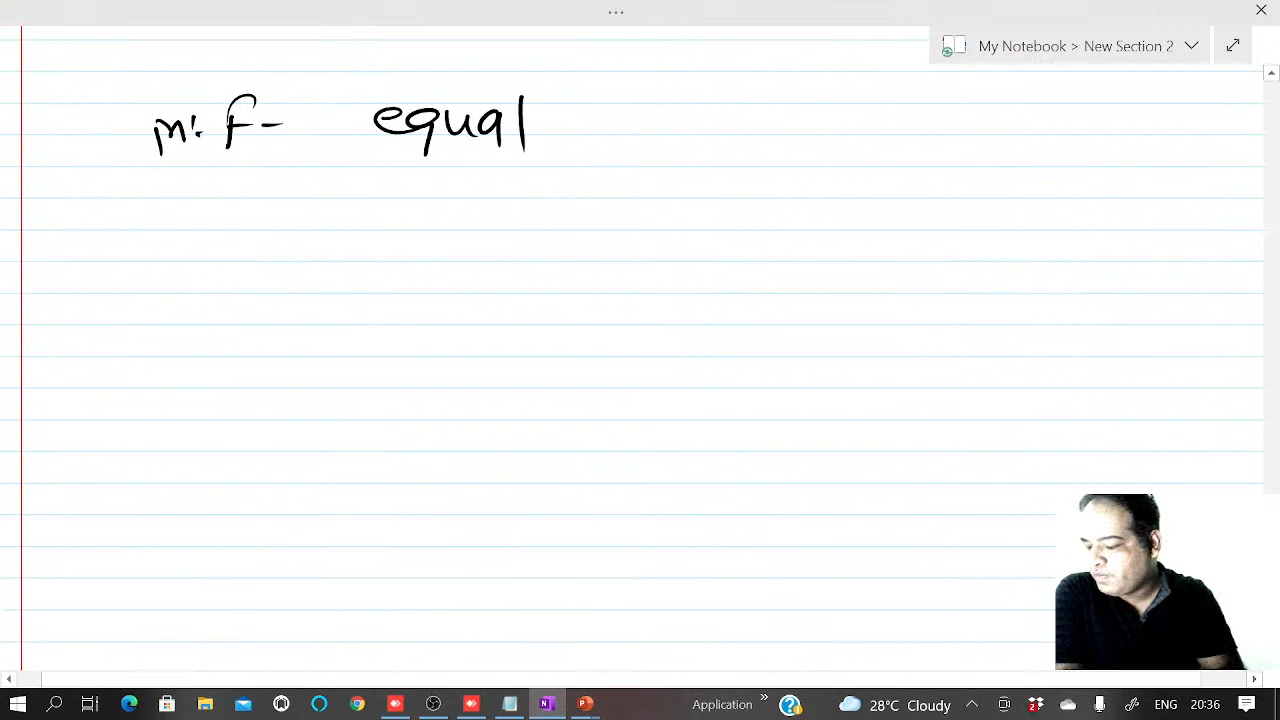 ...
My Notebook > New Section 2
m: F- equal
Application
28°C Cloudy
ENG
20:36